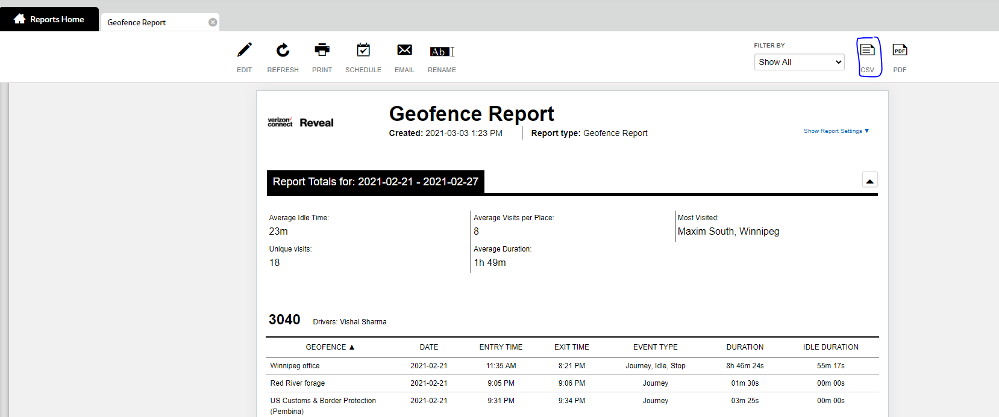 Reports Home
Geofence Report
EDIT
REFRESH
PRINT
SCHEDULE
EMAIL
Ab
RENAME
FILTER BY
Show All
CSV
PDF
PDF
verizon
connect
Reveal
Geofence Report
Created: 2021-03-03 1:23 PM
Report type: Geofence Report
Show Report Settings ▼
Report Totals for: 2021-02-21 - 2021-02-27
Average Idle Time:
23m
Unique visits:
18
Average Visits per Place:
8
Average Duration:
1h 49m
Most Visited:
Maxim South, Winnipeg
3040 Drivers: Vishal Sharma
GEOFENCE ▲ DATE ENTRY TIME EXIT TIME EVENT TYPE DURATION IDLE DURATION
Winnipeg office 2021-02-21 11:35 AM 8:21 PM Journey, Idle, Stop 8h 46m 24s 55m 17s
Red River forage 2021-02-21 9:05 PM 9:06 PM Journey 01m 30s 00m 00s
US Customs & Border Protection 2021-02-21 9:31 PM 9:34 PM Journey 03m 25s 00m 00s
(Pembina)